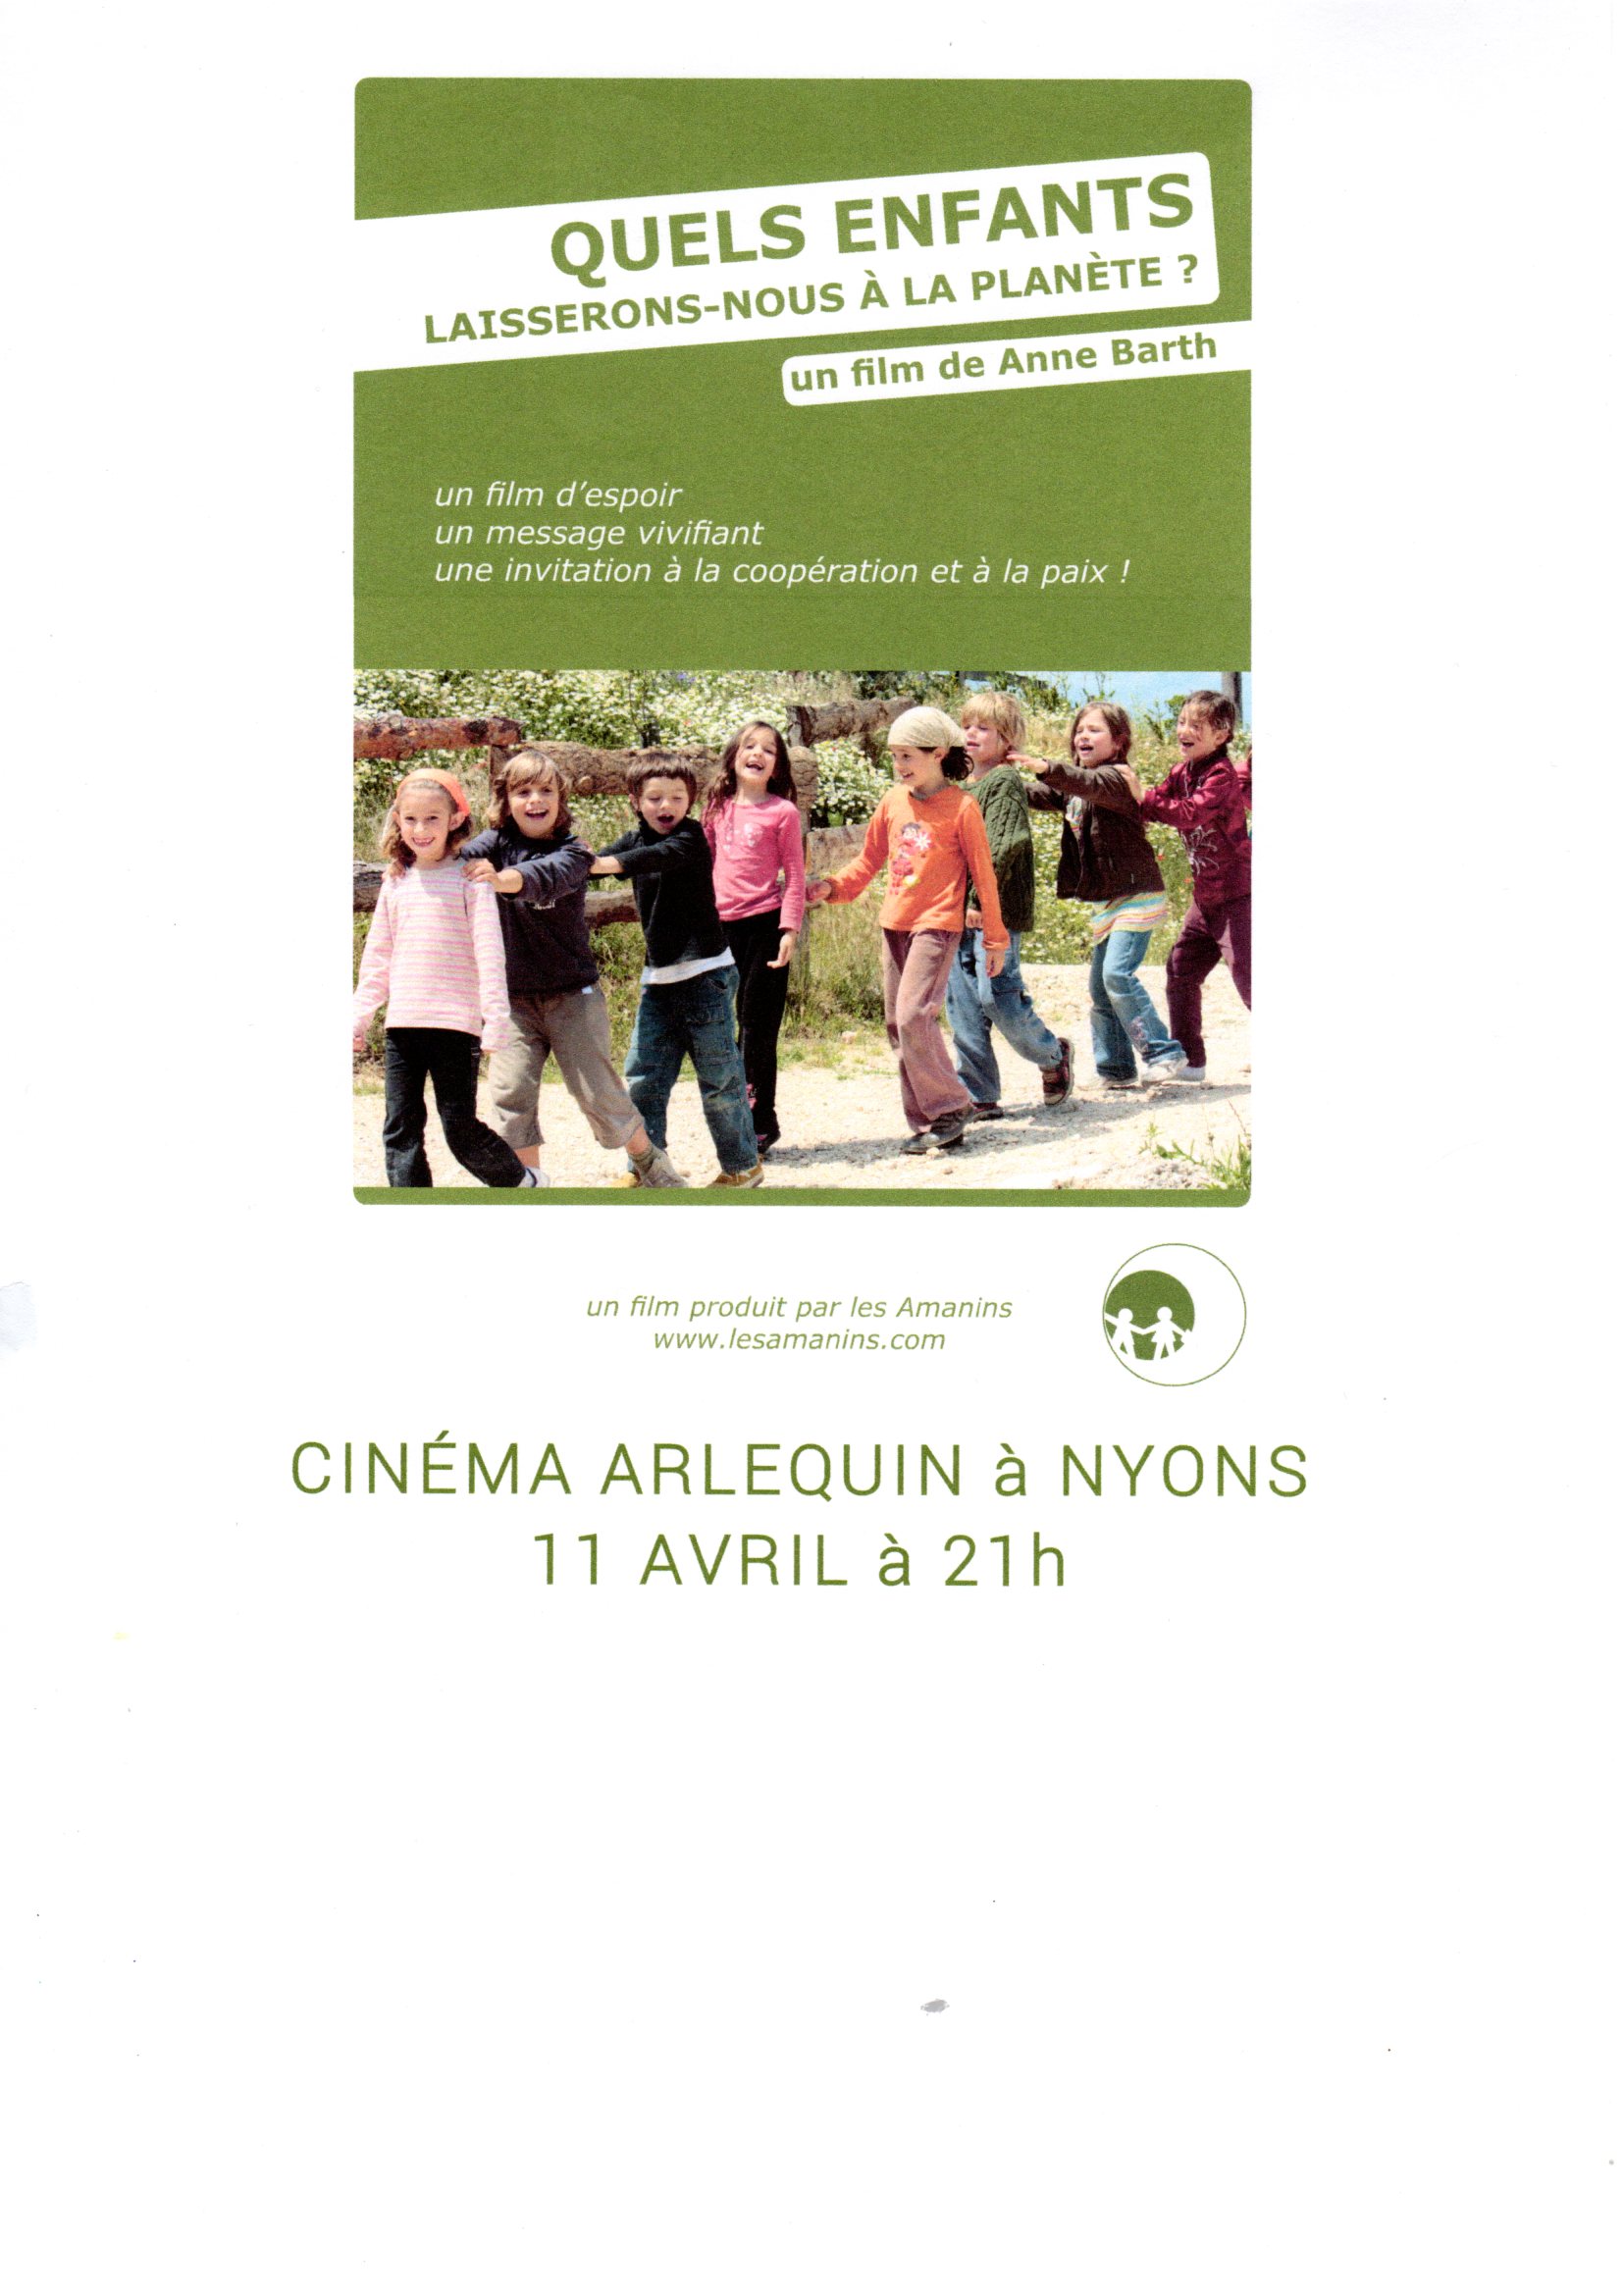 QUELS ENFANTS
LAISSERONS-NOUS À LA PLANÈTE ?
un film de Anne Barth
un film d’espoir
un message vivifiant
une invitation à la coopération et à la paix !
un film produit par les Amanins
www.lesamanins.com
CINÉMA ARLEQUIN à NYONS
11 AVRIL à 21h